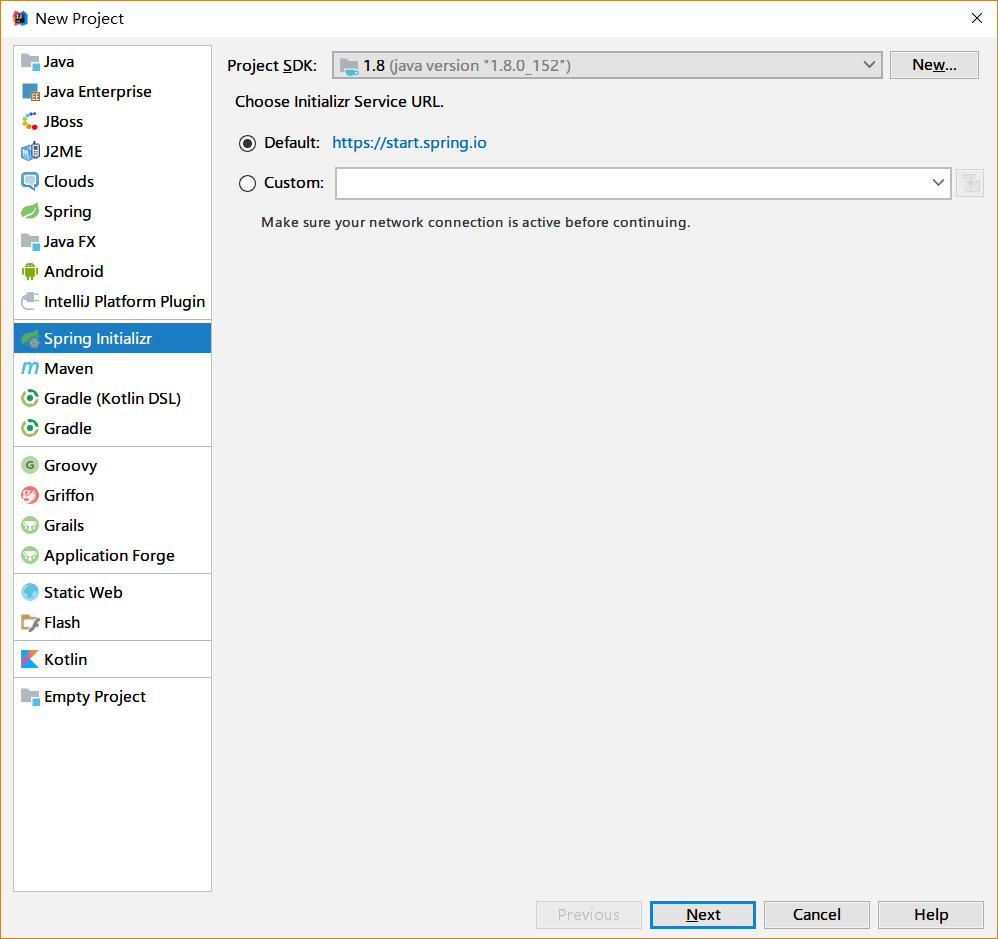 New Project
Java
Java Enterprise
JBoss
J2ME
Clouds
Spring
Java FX
Android
IntelliJ Platform Plugin
Spring Initializr
Maven
Gradle (Kotlin DSL)
Gradle
Groovy
Griffon
Grails
Application Forge
Static Web
Flash
Kotlin
Empty Project
Project SDK: 1.8 (java version "1.8.0_152") New...
Choose Initializr Service URL.
Default: https://start.spring.io
Custom:
Make sure your network connection is active before continuing.
Previous Next Cancel Help